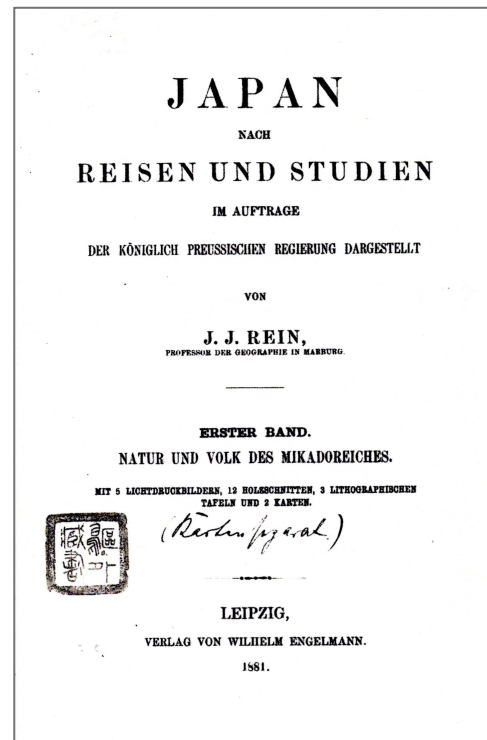 JAPAN
NACH
REISEN UND STUDIEN
IM AUFTRAGE
DER KÖNIGLICH PREUSSISCHEN REGIERUNG DARGESTELLT
VON
J. J. REIN,
PROFESSOR DER GEOGRAPHIE IN MARBURG.
ERSTER BAND.
NATUR UND VOLK DES MIKADOREICHES.
MIT 5 LICHTDRUCKBILDERN, 12 HOLZSCHNITTEN, 3 LITHOGRAPHISCHEN
TAFELN UND 2 KARTEN.
(Karten separat)
LEIPZIG,
VERLAG VON WILHELM ENGELMANN.
1881.